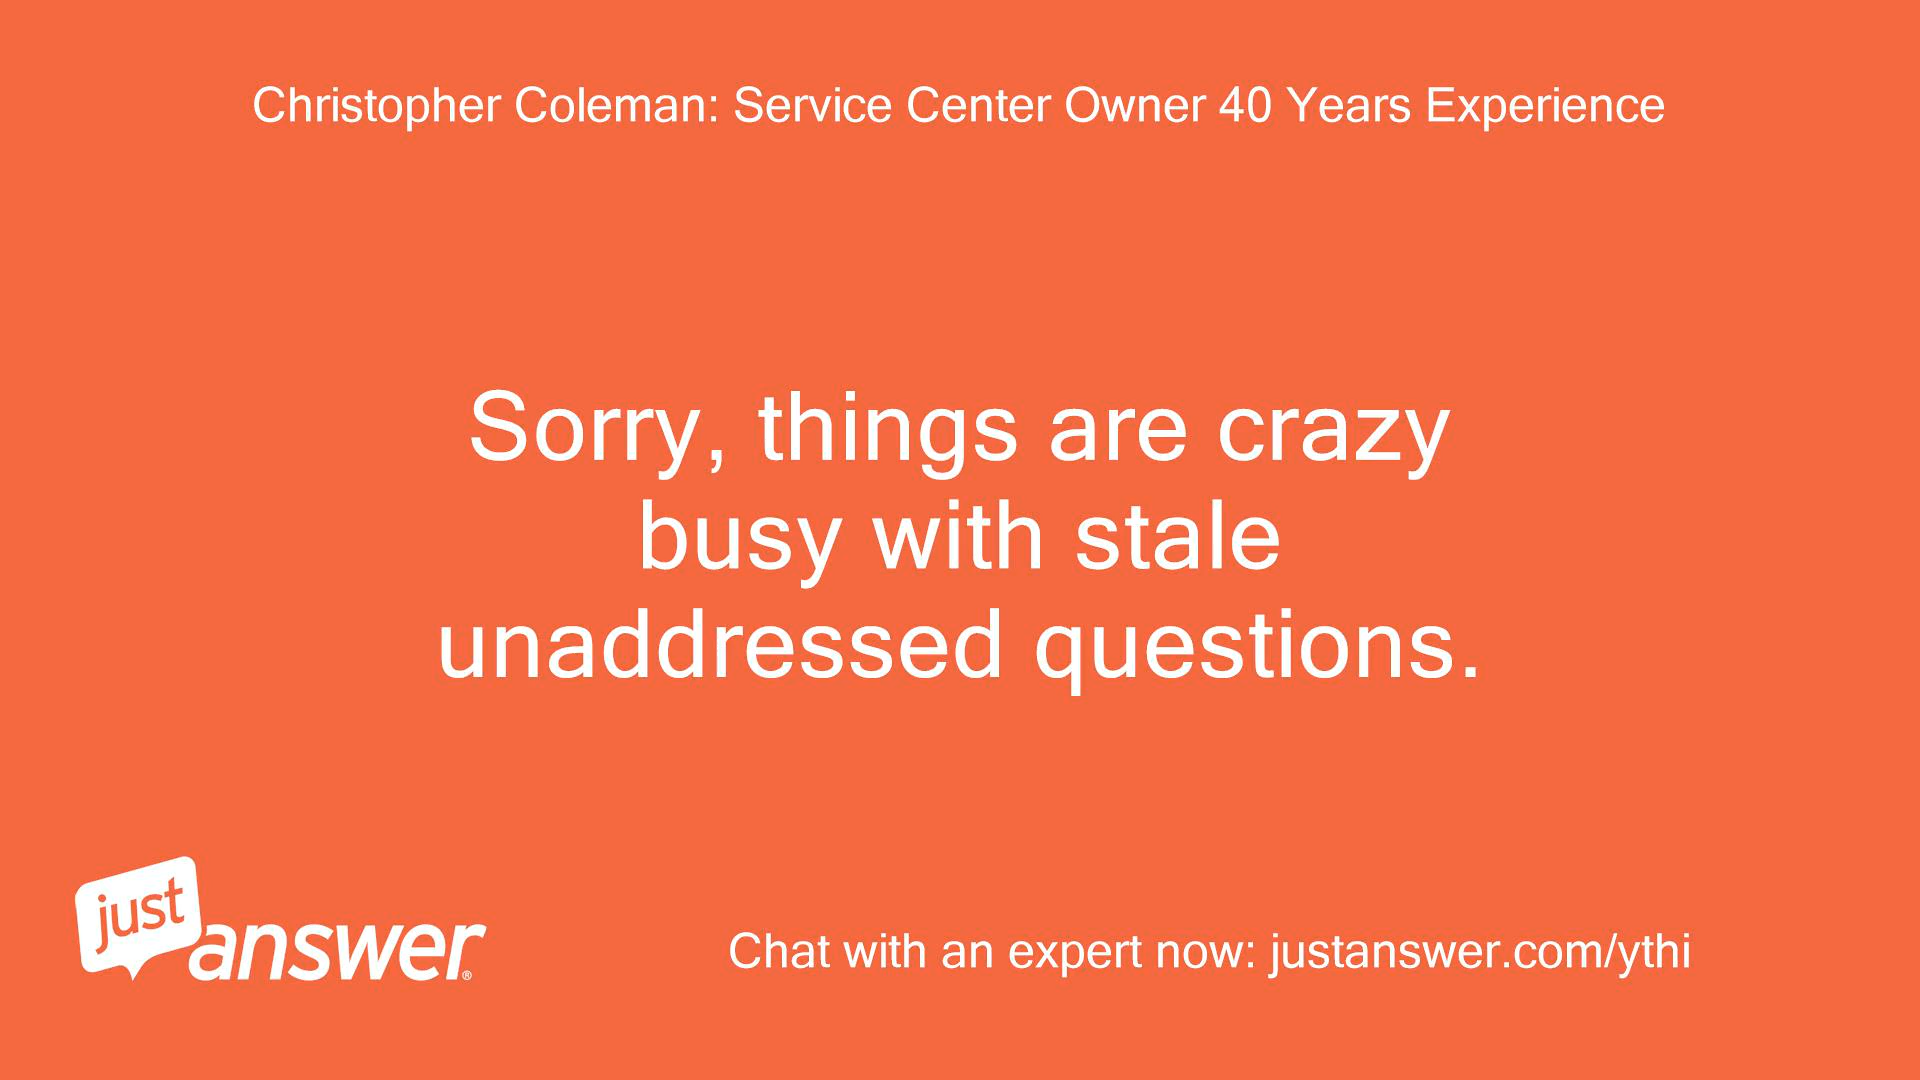 Christopher Coleman: Service Center Owner 40 Years Experience
Sorry, things are crazy
busy with stale
unaddressed questions.
just
answer®
Chat with an expert now: justanswer.com/ythi